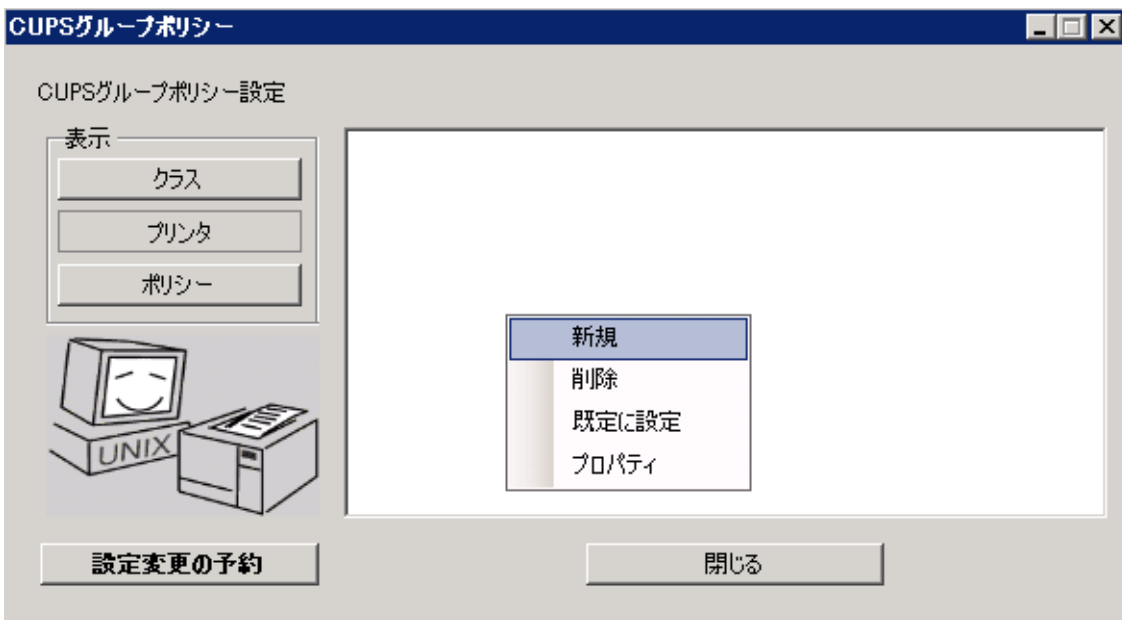 CUPSグループポリシー
CUPSグループポリシー設定
表示
クラス
プリンタ
ポリシー
新規
削除
既定に設定
プロパティ
UNIX
設定変更の予約
閉じる